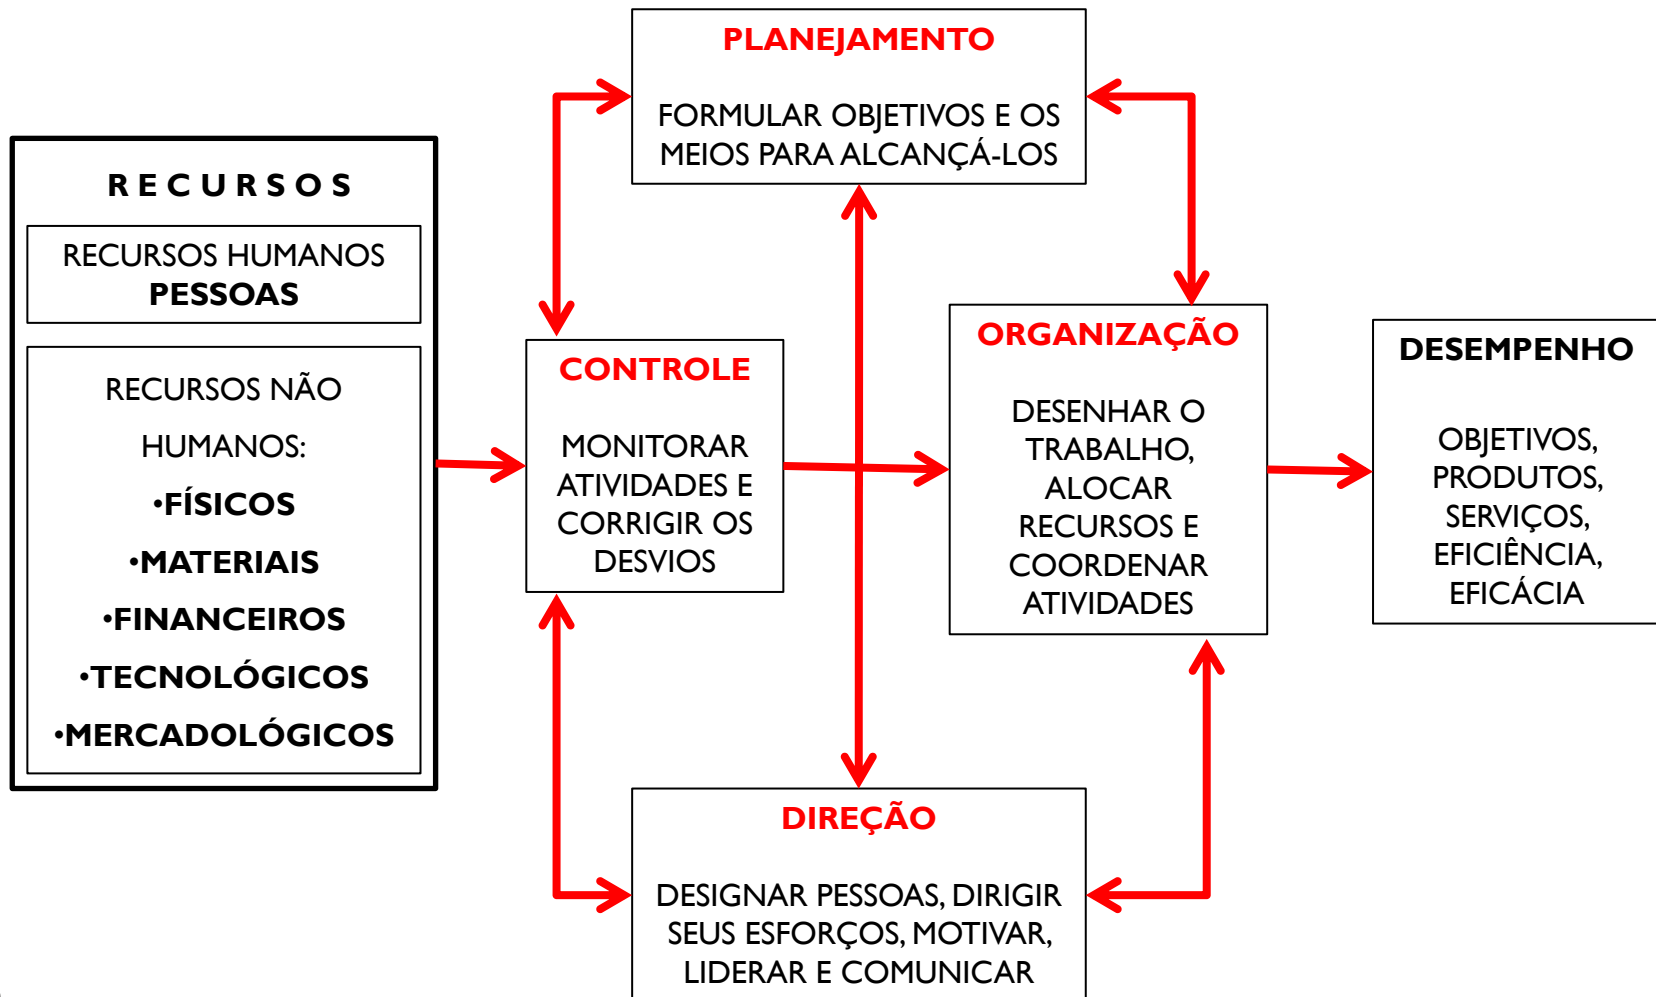 PLANEJAMENTO
FORMULAR OBJETIVOS E OS
MEIOS PARA ALCANÇÁ-LOS
R E C U R S O S
RECURSOS HUMANOS
PESSOAS
RECURSOS NÃO
HUMANOS:
•FÍSICOS
•MATERIAIS
•FINANCEIROS
•TECNOLÓGICOS
•MERCADOLÓGICOS
CONTROLE
MONITORAR
ATIVIDADES E
CORRIGIR OS
DESVIOS
ORGANIZAÇÃO
DESENHAR O
TRABALHO,
ALOCAR
RECURSOS E
COORDENAR
ATIVIDADES
DESEMPENHO
OBJETIVOS,
PRODUTOS,
SERVIÇOS,
EFICIÊNCIA,
EFICÁCIA
DIREÇÃO
DESIGNAR PESSOAS, DIRIGIR
SEUS ESFORÇOS, MOTIVAR,
LIDERAR E COMUNICAR